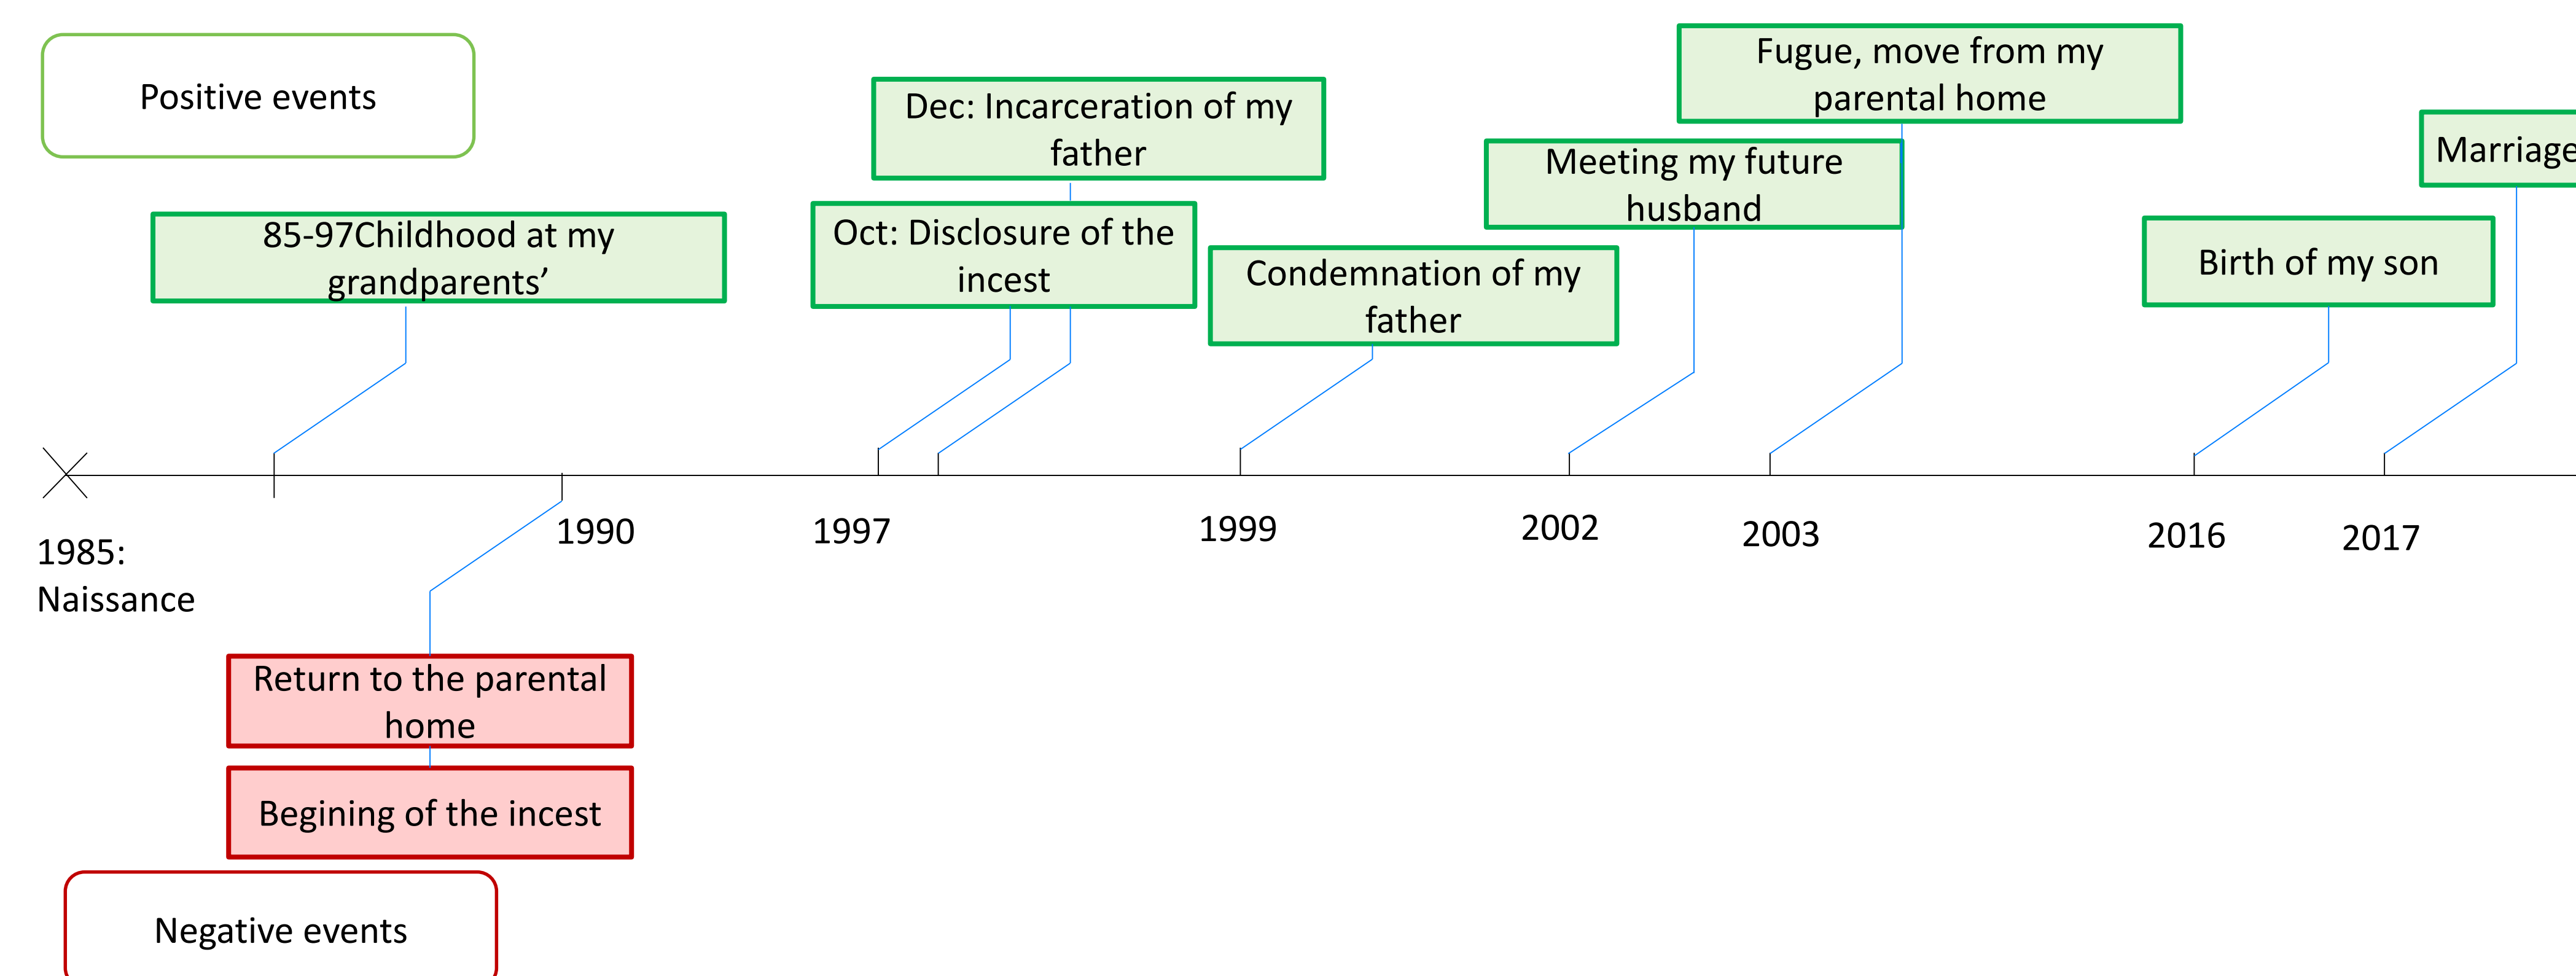 Positive events
Fugue, move from my
parental home
Dec: Incarceration of my
father
Marriage
Meeting my future
husband
85-97Childhood at my
grandparents’
Oct: Disclosure of the
incest
Birth of my son
Condemnation of my
father
1985:
Naissance
1990
1997
1999
2002
2003
2016
2017
Return to the parental
home
Begining of the incest
Negative events